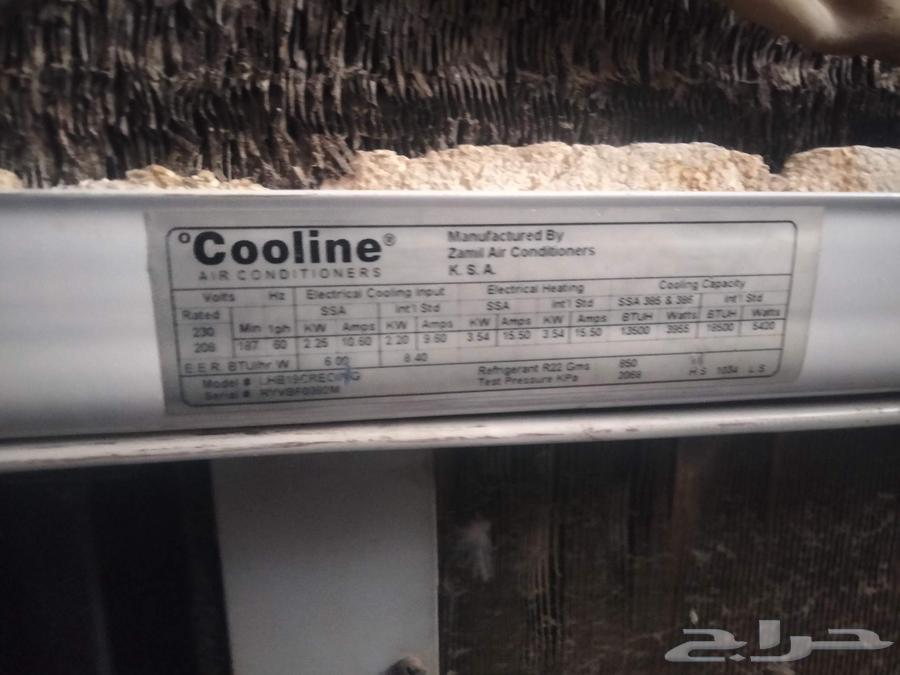 °Cooline®
AIR CONDITIONERS
Manufactured By
Zamil Air Conditioners
K. S. A.
Volts Hz Electrical Cooling Input Electrical Heating Cooling Capacity
SSA Int'l Std SSA Int'l Std SSA 385 & 386 Int'l Std
Rated Min 1ph KW Amps KW Amps KW Amps KW Amps BTUH Watts BTUH Watts
230
208 187 60 2.25 10.60 2.20 9.60 3.54 15.50 3.54 15.50 13500 3955 18500 5420
E.E.R. BTU/hr W 6.00 8.40
Model #
Serial #
Refrigerant R22 Gms 850
Test Pressure KPa 2068 H.S 1034 L.S
حراج